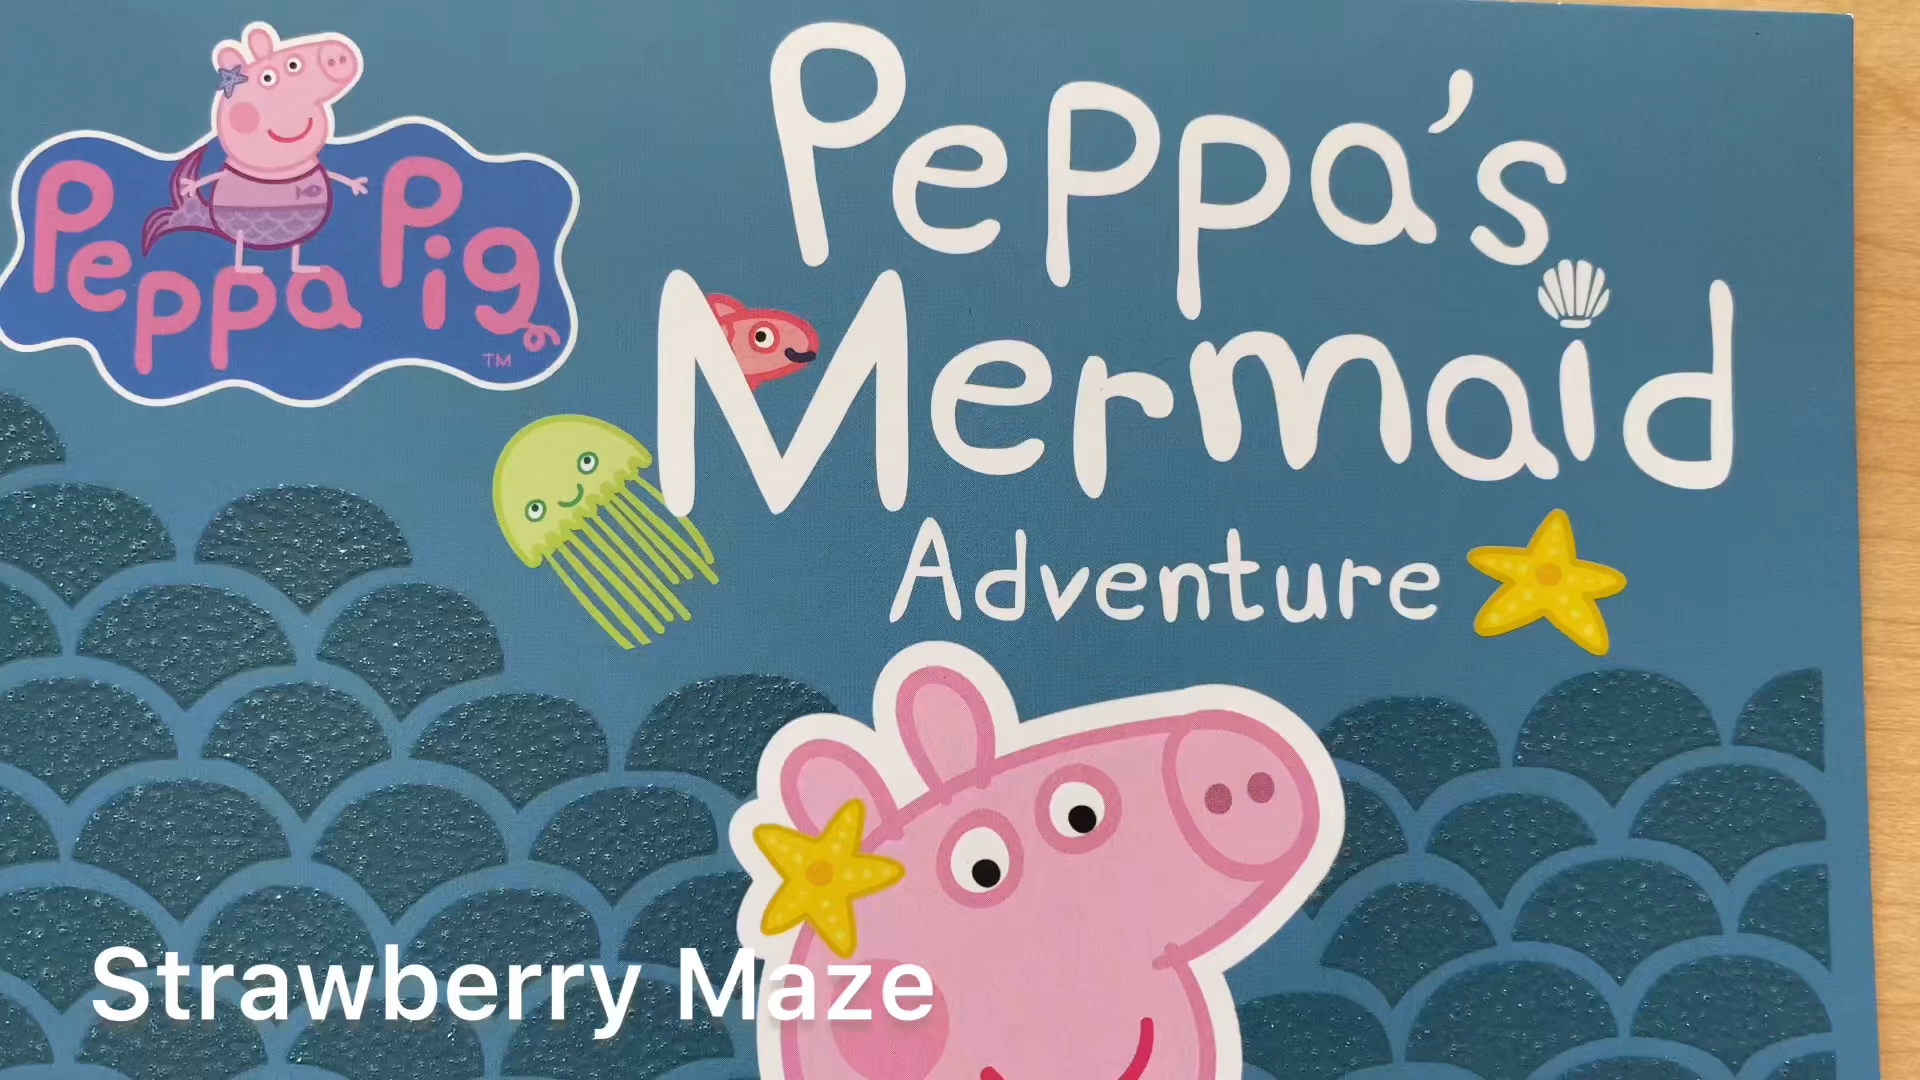 Peppa Pig
TM
Peppa's
Mermaid
Adventure
Strawberry Maze